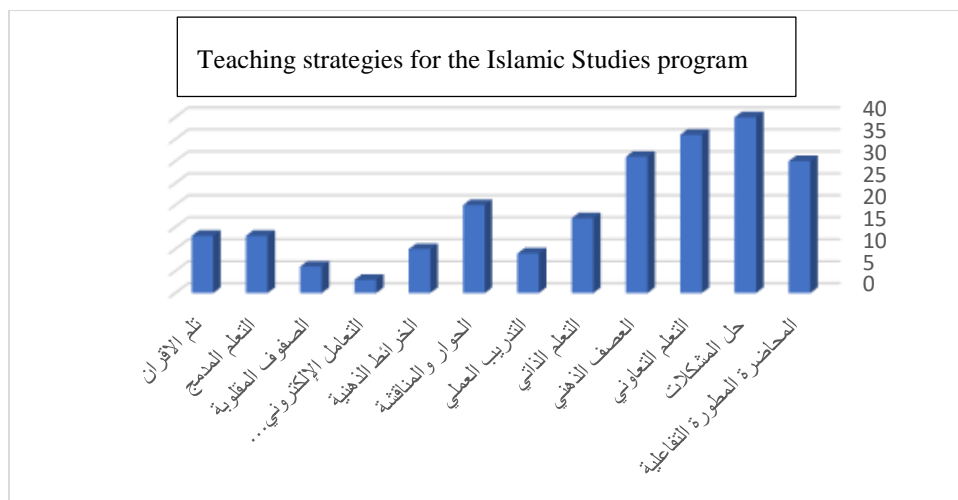 Teaching strategies for the Islamic Studies program
40
35
30
25
20
15
10
5
0
المحاضرة المطورة التفاعلية
حل المشكلات
التعلم التعاوني
العصف الذهني
التعلم الذاتي
التدريب العملي
الحوار والمناقشة
الخرائط الذهنية
التعامل الإلكتروني...
الصفوف المقلوبة
التعلم المدمج
تلم الاقران